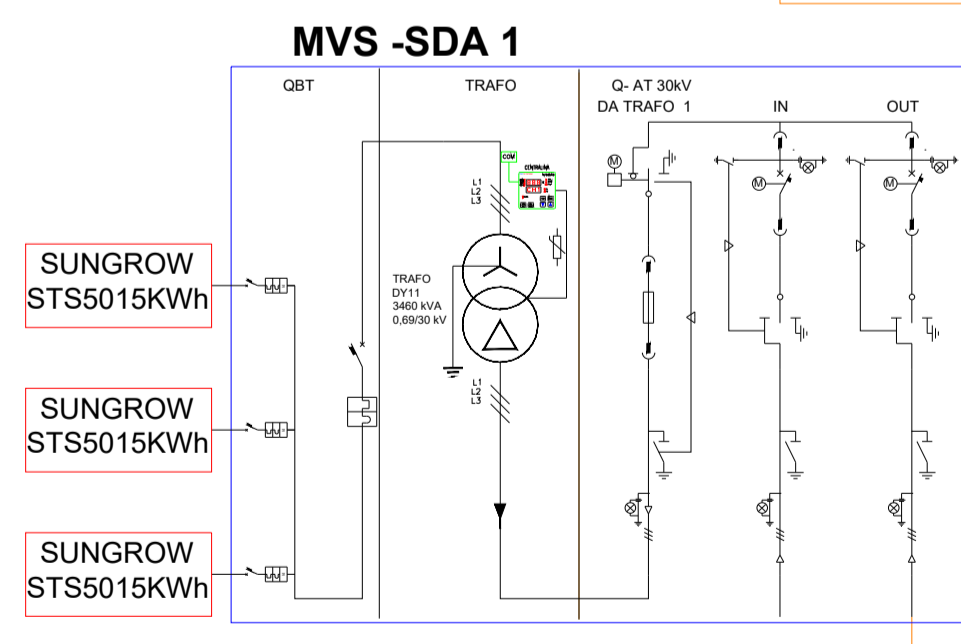 MVS -SDA 1
QBT
TRAFO
Q- AT 30kV
DA TRAFO 1
IN
OUT
COM
CENTRALINA
L1
L2
L3
M
M
M
SUNGROW
STS5015KWh
TRAFO
DY11
3460 kVA
0,69/30 kV
L1
L2
L3
SUNGROW
STS5015KWh
SUNGROW
STS5015KWh